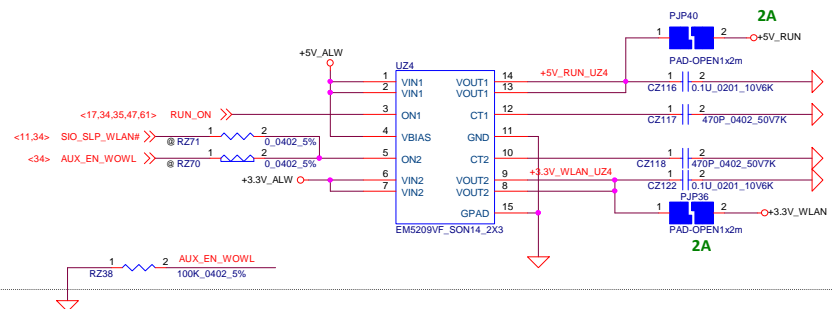 PJP40 2A
1 2 +5V_RUN
PAD-OPEN1x2m
+5V_ALW UZ4
1 VIN1 VOUT1 14 +5V_RUN_UZ4 1 2
2 VIN1 VOUT1 13 CZ116 0.1U_0201_10V6K
<17,34,35,47,61> RUN_ON 3 ON1 CT1 12 1 2
CZ117 470P_0402_50V7K
<11,34> SIO_SLP_WLAN# 1 2 4 VBIAS GND 11
@ RZ71 0_0402_5%
<34> AUX_EN_WOWL 1 2 5 ON2 CT2 10 1 2
@ RZ70 0_0402_5% CZ118 470P_0402_50V7K
+3.3V_ALW 6 VIN2 VOUT2 9 +3.3V_WLAN_UZ4 1 2
7 VIN2 VOUT2 8 CZ122 0.1U_0201_10V6K
PJP36
GPAD 15 1 2 +3.3V_WLAN
EM5209VF_SON14_2X3 PAD-OPEN1x2m
2A
1 2 AUX_EN_WOWL
RZ38 100K_0402_5%